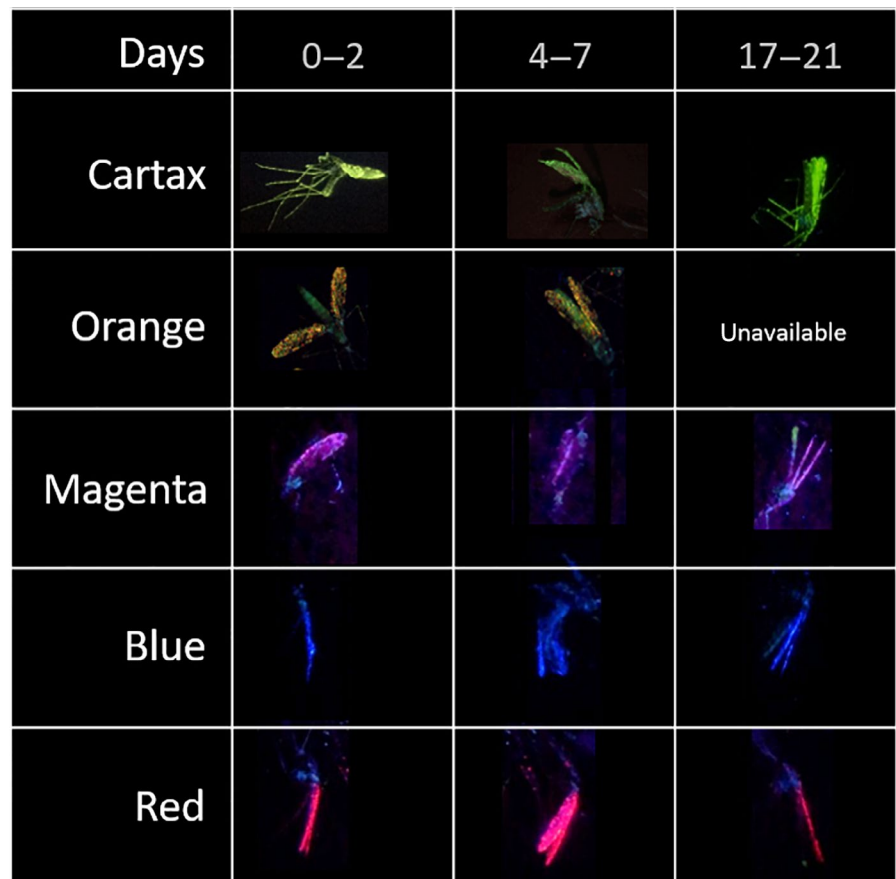 Days 0–2 4–7 17–21
Cartax
Orange Unavailable
Magenta
Blue
Red